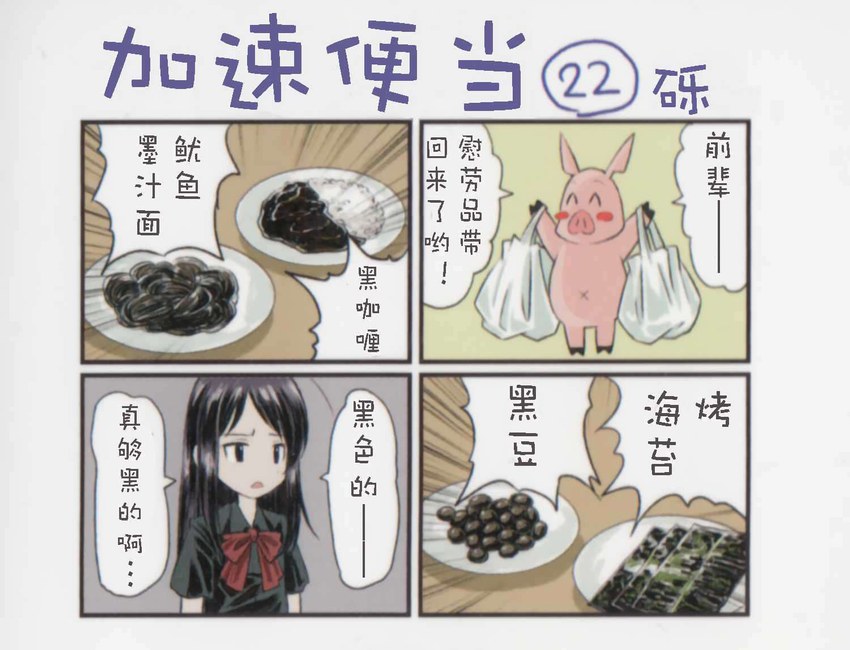 加速便当 22 砾
前辈——
慰劳品带
回来了哟！
鱿鱼
墨汁面
黑咖喱
烤
海苔
黑豆
黑色的——
真够黑的啊…